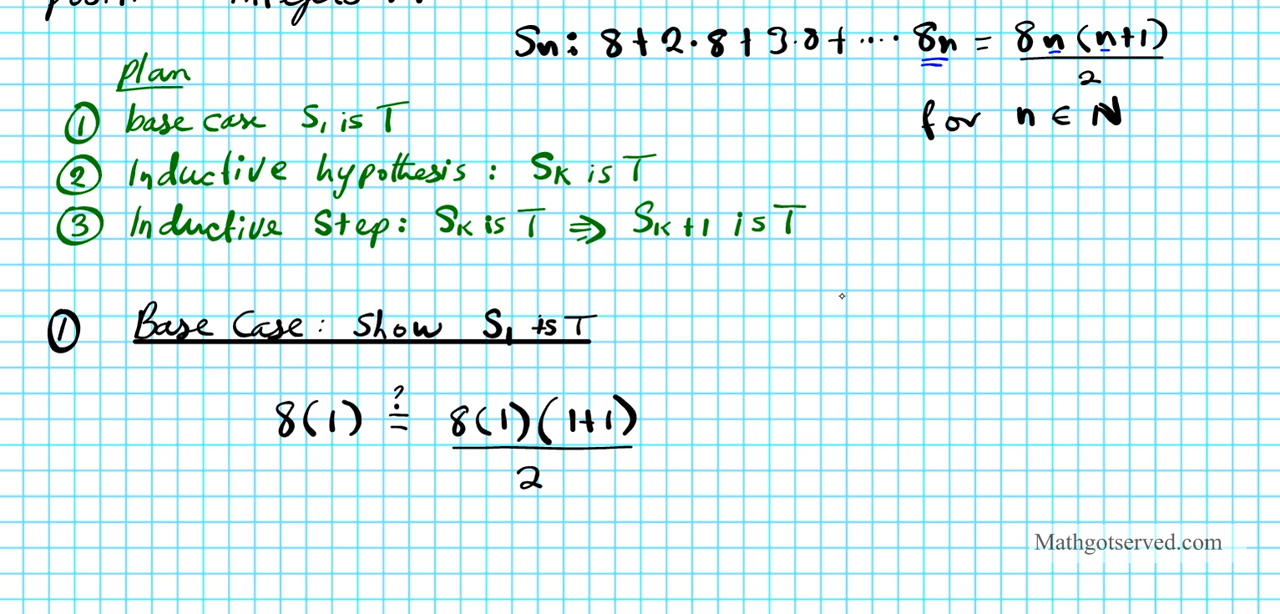 integers
Sn: 8 + 2·8 + 3·8 + ···· 8n = 8n(n+1)
2
for n ∈ ℕ
plan
① base case S₁ is T
② Inductive hypothesis: Sk is T
③ Inductive Step: Sk is T ⇒ Sk+1 is T
① Base Case: Show S₁ is T
8(1) ≟ 8(1)(1+1)
2
Mathgotserved.com